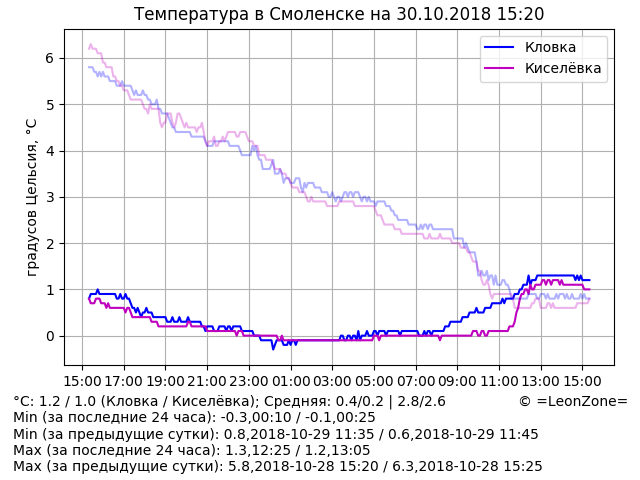 Температура в Смоленске на 30.10.2018 15:20
градусов Цельсия, °C
6
5
4
3
2
1
0
Кловка
Киселёвка
15:00 17:00 19:00 21:00 23:00 01:00 03:00 05:00 07:00 09:00 11:00 13:00 15:00
°C: 1.2 / 1.0 (Кловка / Киселёвка); Средняя: 0.4/0.2 | 2.8/2.6 © =LeonZone=
Min (за последние 24 часа): -0.3,00:10 / -0.1,00:25
Min (за предыдущие сутки): 0.8,2018-10-29 11:35 / 0.6,2018-10-29 11:45
Max (за последние 24 часа): 1.3,12:25 / 1.2,13:05
Max (за предыдущие сутки): 5.8,2018-10-28 15:20 / 6.3,2018-10-28 15:25